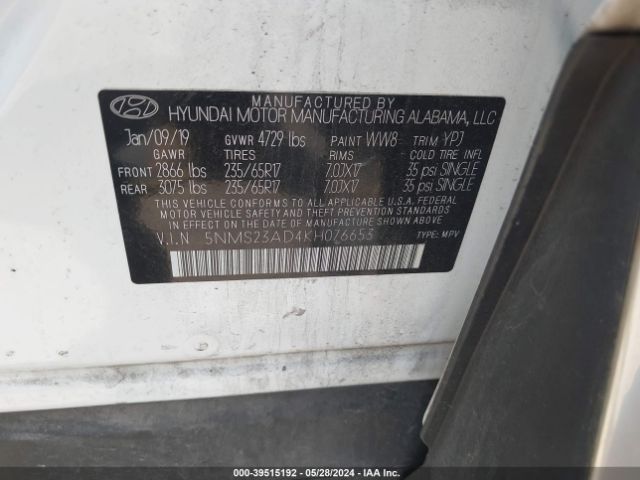 MANUFACTURED BY
HYUNDAI MOTOR MANUFACTURING ALABAMA, LLC
Jan/09/19 GVWR 4729 lbs PAINT WW8 TRIM YPJ
GAWR TIRES RIMS COLD TIRE INFL
FRONT 2866 lbs 235/65R17 7.0JX17 35 psi SINGLE
REAR 3075 lbs 235/65R17 7.0JX17 35 psi SINGLE
THIS VEHICLE CONFORMS TO ALL APPLICABLE U.S.A. FEDERAL
MOTOR VEHICLE SAFETY, BUMPER, AND THEFT PREVENTION
STANDARDS IN EFFECT ON THE DATE OF MANUFACTURE SHOWN ABOVE.
V.I.N 5NMS23AD4KH076653 TYPE: MPV
000-39515192 - 05/28/2024 - IAA Inc.